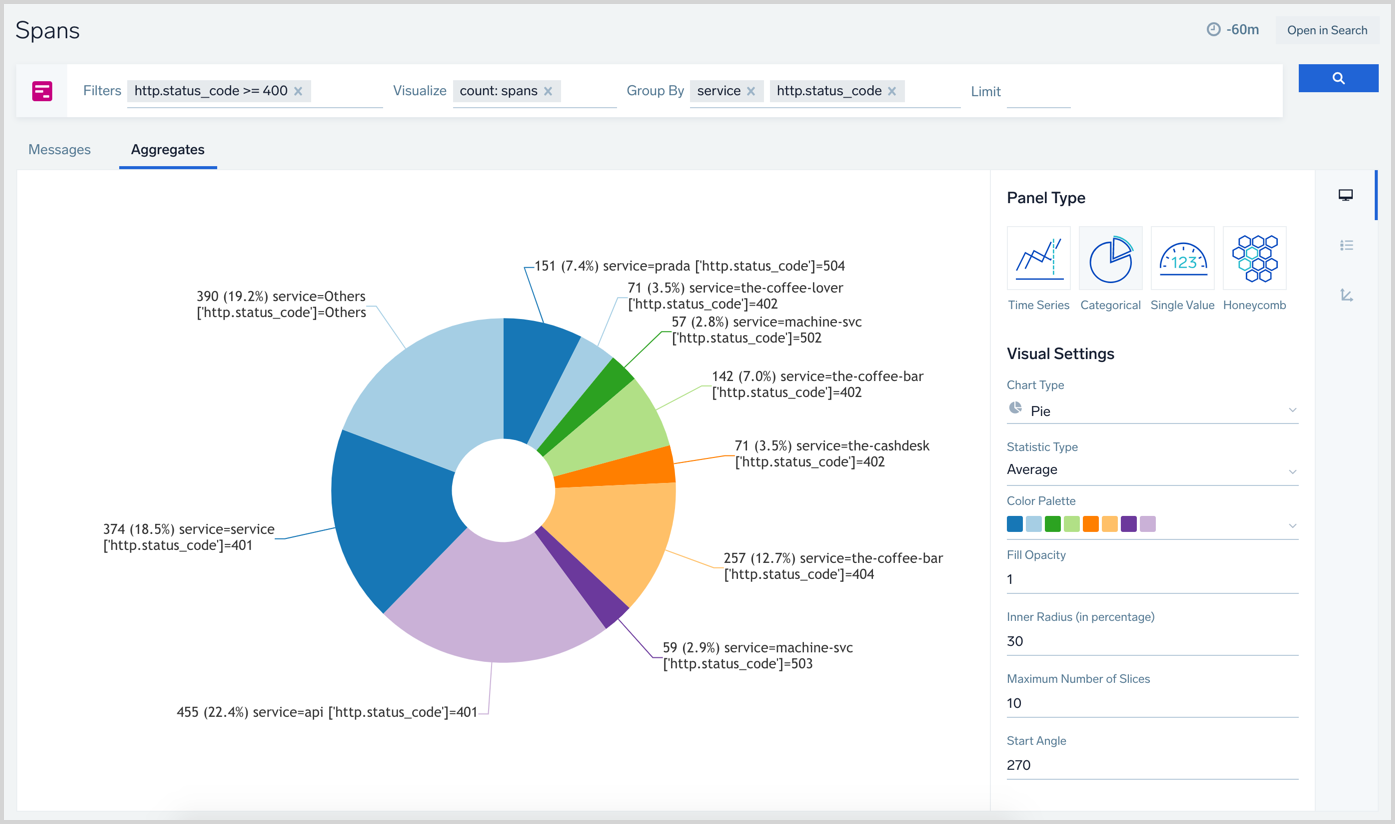 Spans
-60m
Open in Search
Filters http.status_code >= 400 × Visualize count: spans × Group By service × http.status_code × Limit
Messages Aggregates
151 (7.4%) service=prada ['http.status_code']=504
71 (3.5%) service=the-coffee-lover
['http.status_code']=402
57 (2.8%) service=machine-svc
['http.status_code']=502
142 (7.0%) service=the-coffee-bar
['http.status_code']=402
71 (3.5%) service=the-cashdesk
['http.status_code']=402
257 (12.7%) service=the-coffee-bar
['http.status_code']=404
59 (2.9%) service=machine-svc
['http.status_code']=503
455 (22.4%) service=api ['http.status_code']=401
374 (18.5%) service=service
['http.status_code']=401
390 (19.2%) service=Others
['http.status_code']=Others
Panel Type
123
Time Series Categorical Single Value Honeycomb
Visual Settings
Chart Type
Pie
Statistic Type
Average
Color Palette
Fill Opacity
1
Inner Radius (in percentage)
30
Maximum Number of Slices
10
Start Angle
270